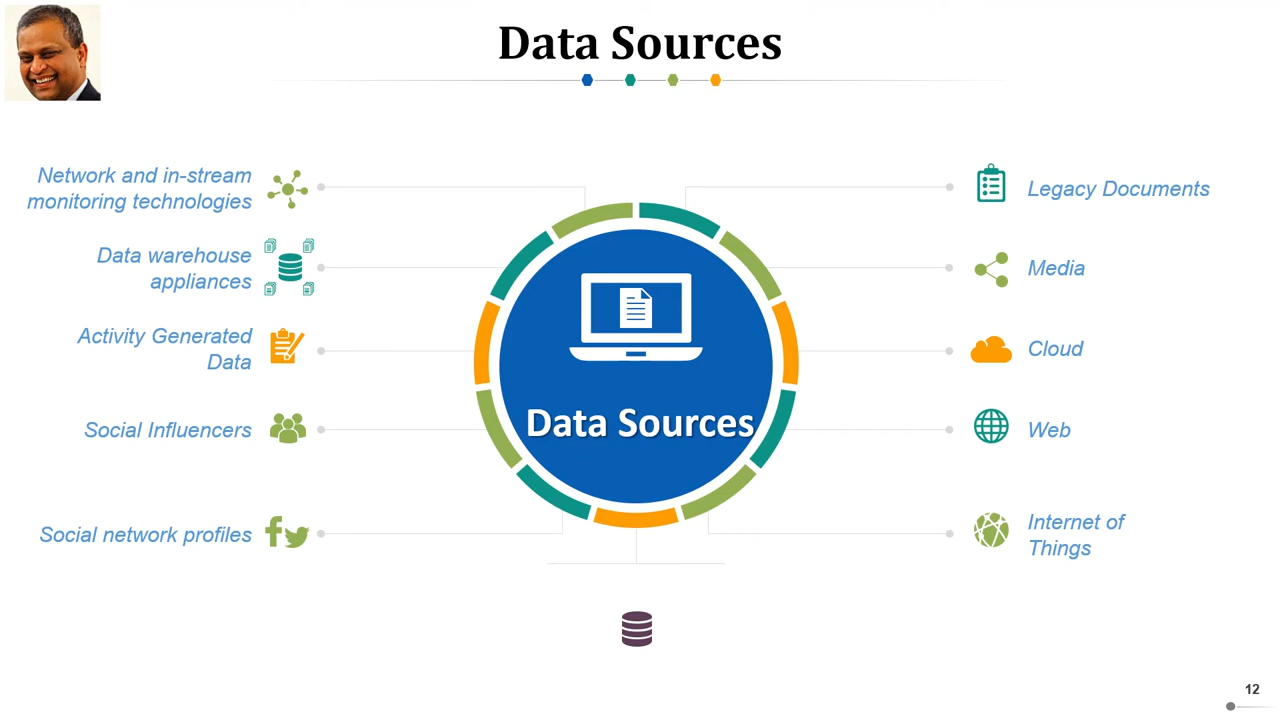 Data Sources
Network and in-stream
monitoring technologies
Data warehouse
appliances
Activity Generated
Data
Social Influencers
Social network profiles
Data Sources
Legacy Documents
Media
Cloud
Web
Internet of
Things
12